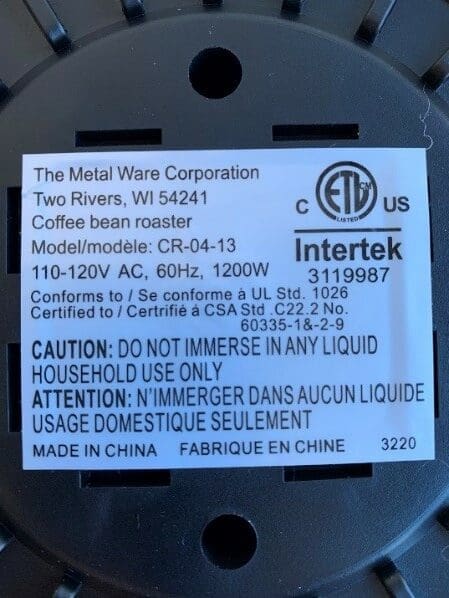 The Metal Ware Corporation
Two Rivers, WI 54241
Coffee bean roaster
Model/modèle: CR-04-13
110-120V AC, 60Hz, 1200W
Conforms to / Se conforme à UL Std. 1026
Certified to / Certifié à CSA Std .C22.2 No.
60335-1&-2-9
ETL CM
LISTED
C US
Intertek
3119987
CAUTION: DO NOT IMMERSE IN ANY LIQUID
HOUSEHOLD USE ONLY
ATTENTION: N'IMMERGER DANS AUCUN LIQUIDE
USAGE DOMESTIQUE SEULEMENT
MADE IN CHINA FABRIQUE EN CHINE 3220